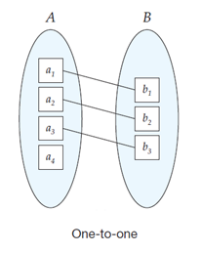 A B
a₁
a₂
a₃
a₄
b₁
b₂
b₃
One-to-one